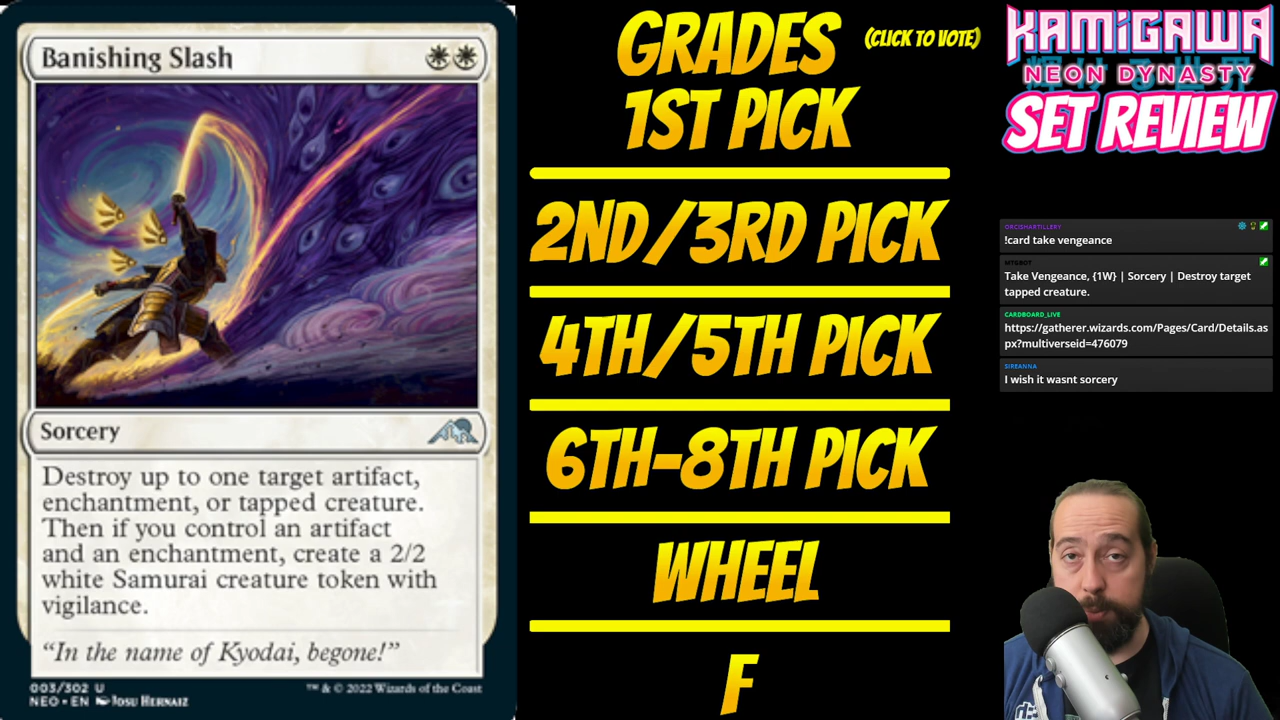 Banishing Slash
Sorcery
Destroy up to one target artifact,
enchantment, or tapped creature.
Then if you control an artifact
and an enchantment, create a 2/2
white Samurai creature token with
vigilance.
“In the name of Kyodai, begone!”
003/302 U
NEO • EN Josu Hernaiz
™ & © 2022 Wizards of the Coast
GRADES
(CLICK TO VOTE)
1ST PICK
2ND/3RD PICK
4TH/5TH PICK
6TH-8TH PICK
WHEEL
F
KAMIGAWA
NEON DYNASTY
SET REVIEW
ORCISHARTILLERY
!card take vengeance
MTGBOT
Take Vengeance, {1W} | Sorcery | Destroy target
tapped creature.
CARDBOARD_LIVE
https://gatherer.wizards.com/Pages/Card/Details.as
px?multiverseid=476079
SIREANNA
I wish it wasnt sorcery